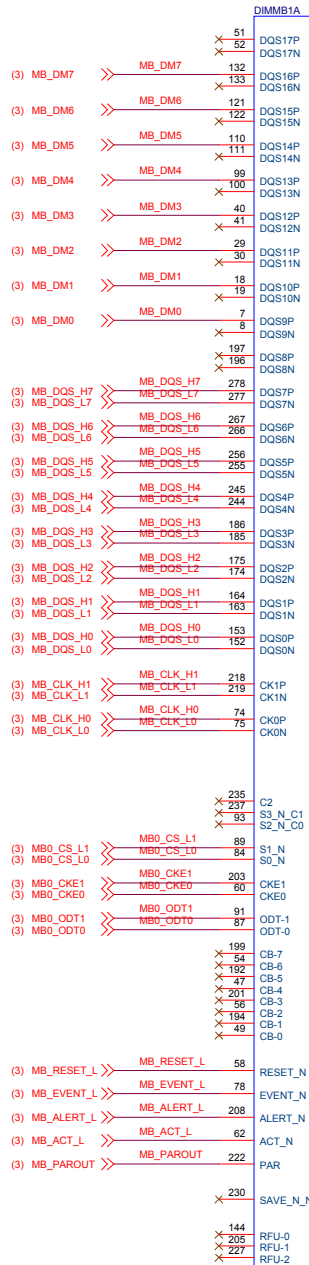 DIMMB1A
51 DQS17P
52 DQS17N
(3) MB_DM7 MB_DM7 132 DQS16P
133 DQS16N
(3) MB_DM6 MB_DM6 121 DQS15P
122 DQS15N
(3) MB_DM5 MB_DM5 110 DQS14P
111 DQS14N
(3) MB_DM4 MB_DM4 99 DQS13P
100 DQS13N
(3) MB_DM3 MB_DM3 40 DQS12P
41 DQS12N
(3) MB_DM2 MB_DM2 29 DQS11P
30 DQS11N
(3) MB_DM1 MB_DM1 18 DQS10P
19 DQS10N
(3) MB_DM0 MB_DM0 7 DQS9P
8 DQS9N
197 DQS8P
196 DQS8N
(3) MB_DQS_H7 MB_DQS_H7 278 DQS7P
(3) MB_DQS_L7 MB_DQS_L7 277 DQS7N
(3) MB_DQS_H6 MB_DQS_H6 267 DQS6P
(3) MB_DQS_L6 MB_DQS_L6 266 DQS6N
(3) MB_DQS_H5 MB_DQS_H5 256 DQS5P
(3) MB_DQS_L5 MB_DQS_L5 255 DQS5N
(3) MB_DQS_H4 MB_DQS_H4 245 DQS4P
(3) MB_DQS_L4 MB_DQS_L4 244 DQS4N
(3) MB_DQS_H3 MB_DQS_H3 186 DQS3P
(3) MB_DQS_L3 MB_DQS_L3 185 DQS3N
(3) MB_DQS_H2 MB_DQS_H2 175 DQS2P
(3) MB_DQS_L2 MB_DQS_L2 174 DQS2N
(3) MB_DQS_H1 MB_DQS_H1 164 DQS1P
(3) MB_DQS_L1 MB_DQS_L1 163 DQS1N
(3) MB_DQS_H0 MB_DQS_H0 153 DQS0P
(3) MB_DQS_L0 MB_DQS_L0 152 DQS0N
(3) MB_CLK_H1 MB_CLK_H1 218 CK1P
(3) MB_CLK_L1 MB_CLK_L1 219 CK1N
(3) MB_CLK_H0 MB_CLK_H0 74 CK0P
(3) MB_CLK_L0 MB_CLK_L0 75 CK0N
235 C2
237 S3_N_C1
93 S2_N_C0
(3) MB0_CS_L1 MB0_CS_L1 89 S1_N
(3) MB0_CS_L0 MB0_CS_L0 84 S0_N
(3) MB0_CKE1 MB0_CKE1 203 CKE1
(3) MB0_CKE0 MB0_CKE0 60 CKE0
(3) MB0_ODT1 MB0_ODT1 91 ODT-1
(3) MB0_ODT0 MB0_ODT0 87 ODT-0
199 CB-7
54 CB-6
192 CB-5
47 CB-4
201 CB-3
56 CB-2
194 CB-1
49 CB-0
(3) MB_RESET_L MB_RESET_L 58 RESET_N
(3) MB_EVENT_L MB_EVENT_L 78 EVENT_N
(3) MB_ALERT_L MB_ALERT_L 208 ALERT_N
(3) MB_ACT_L MB_ACT_L 62 ACT_N
(3) MB_PAROUT MB_PAROUT 222 PAR
230 SAVE_N_N
144 RFU-0
205 RFU-1
227 RFU-2